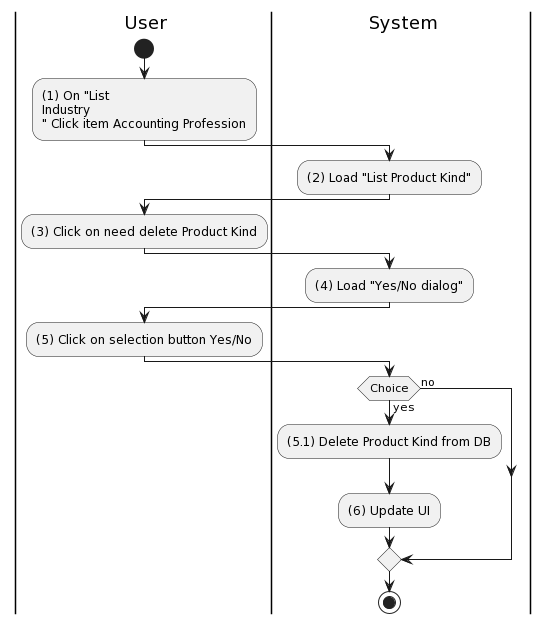 User
System
(1) On "List
Industry
" Click item Accounting Profession
(2) Load "List Product Kind"
(3) Click on need delete Product Kind
(4) Load "Yes/No dialog"
(5) Click on selection button Yes/No
Choice
no
yes
(5.1) Delete Product Kind from DB
(6) Update UI